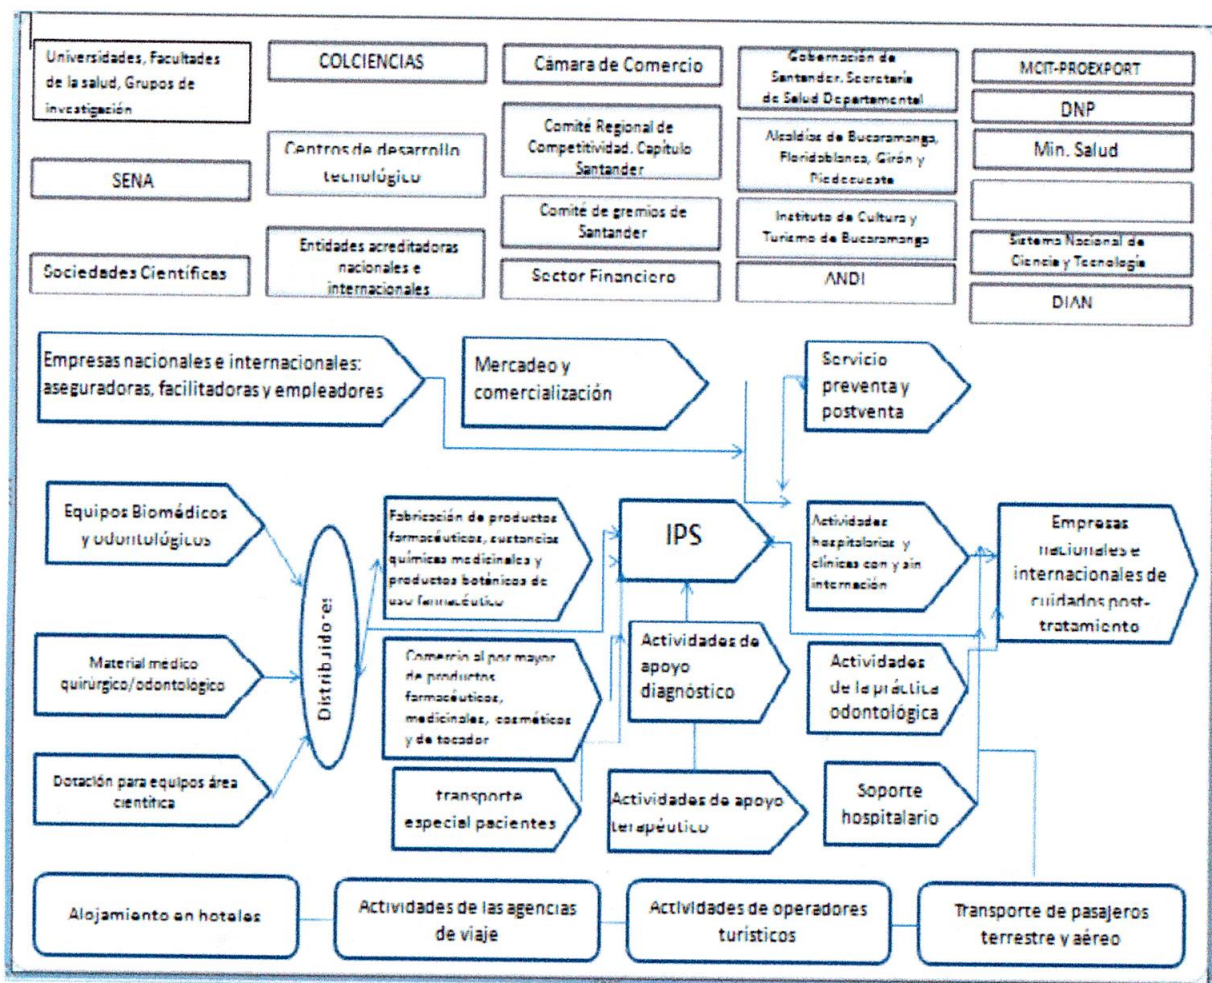 Universidades, Facultades
de la salud, Grupos de
investigación
SENA
Sociedades Científicas
COLCIENCIAS
Centros de desarrollo
tecnológico
Entidades acreditadoras
nacionales e
internacionales
Cámara de Comercio
Comité Regional de
Competitividad. Capítulo
Santander
Comité de gremios de
Santander
Sector Financiero
Gobernación de
Santander. Secretaría
de Salud Departamental
Alcaldías de Bucaramanga,
Floridablanca, Girón y
Piedecuesta
Instituto de Cultura y
Turismo de Bucaramanga
ANDI
MCIT-PROEXPORT
DNP
Min. Salud
Sistema Nacional de
Ciencia y Tecnología
DIAN
Empresas nacionales e internacionales:
aseguradoras, facilitadoras y empleadores
Mercadeo y
comercialización
Servicio
preventa y
postventa
Equipos Biomédicos
y odontológicos
Material médico
quirúrgico/odontológico
Dotación para equipos área
científica
Distribuidores
Fabricación de productos
farmacéuticos, sustancias
químicas medicinales y
productos botánicos de
uso farmacéutico
Comercio al por mayor
de productos
farmacéuticos,
medicinales, cosméticos
y de tocador
transporte
especial pacientes
IPS
Actividades de
apoyo
diagnóstico
Actividades de apoyo
terapéutico
Actividades
hospitalarias y
clínicas con y sin
internación
Actividades
de la práctica
odontológica
Soporte
hospitalario
Empresas
nacionales e
internacionales de
cuidados post-
tratamiento
Alojamiento en hoteles
Actividades de las agencias
de viaje
Actividades de operadores
turísticos
Transporte de pasajeros
terrestre y aéreo